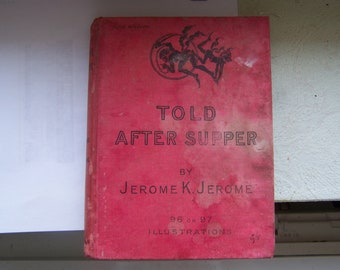 TOLD
AFTER SUPPER
BY
JEROME K. JEROME
96 OR 97
ILLUSTRATIONS